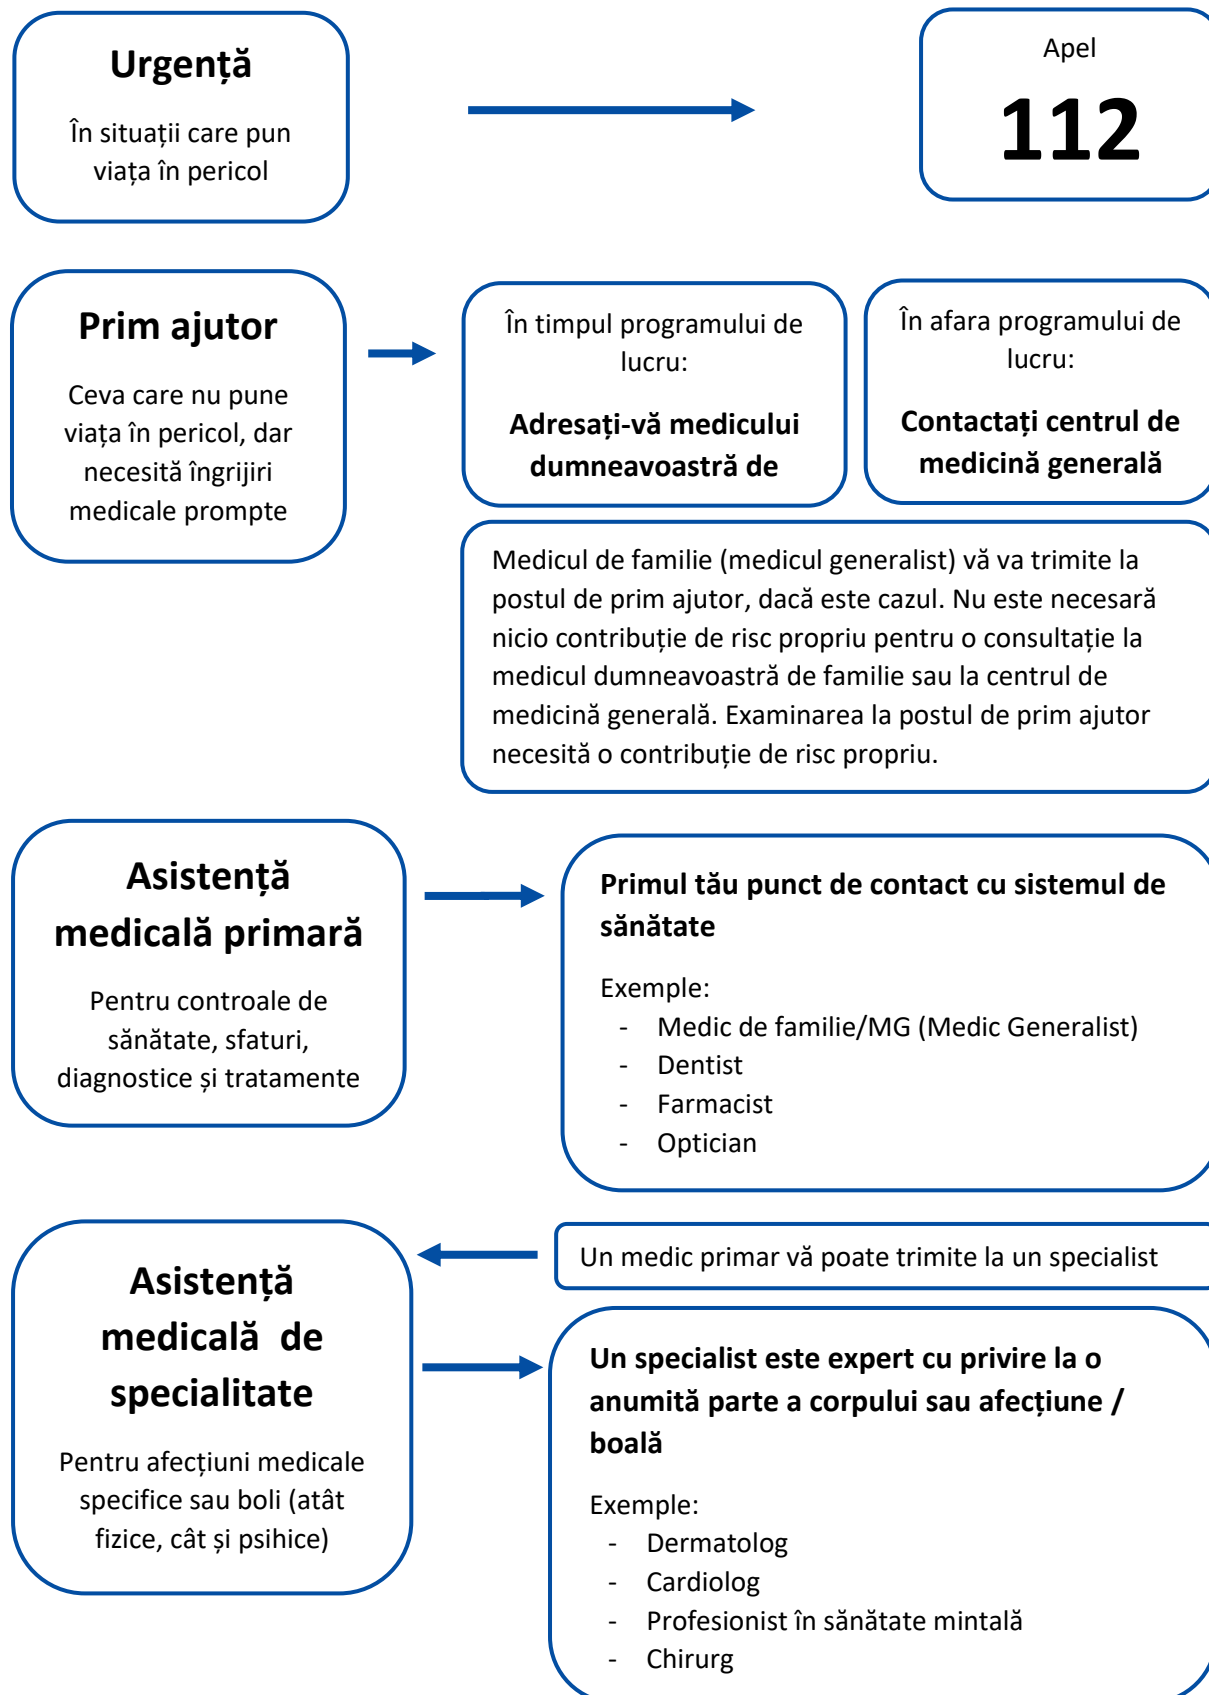 Urgență
În situații care pun
viața în pericol
Apel
112
Prim ajutor
Ceva care nu pune
viața în pericol, dar
necesită îngrijiri
medicale prompte
În timpul programului de
lucru:
Adresați-vă medicului
dumneavoastră de
În afara programului de
lucru:
Contactați centrul de
medicină generală
Medicul de familie (medicul generalist) vă va trimite la
postul de prim ajutor, dacă este cazul. Nu este necesară
nicio contribuție de risc propriu pentru o consultație la
medicul dumneavoastră de familie sau la centrul de
medicină generală. Examinarea la postul de prim ajutor
necesită o contribuție de risc propriu.
Asistență
medicală primară
Pentru controale de
sănătate, sfaturi,
diagnostice și tratamente
Primul tău punct de contact cu sistemul de
sănătate
Exemple:
- Medic de familie/MG (Medic Generalist)
- Dentist
- Farmacist
- Optician
Un medic primar vă poate trimite la un specialist
Asistență
medicală de
specialitate
Pentru afecțiuni medicale
specifice sau boli (atât
fizice, cât și psihice)
Un specialist este expert cu privire la o
anumită parte a corpului sau afecțiune /
boală
Exemple:
- Dermatolog
- Cardiolog
- Profesionist în sănătate mintală
- Chirurg